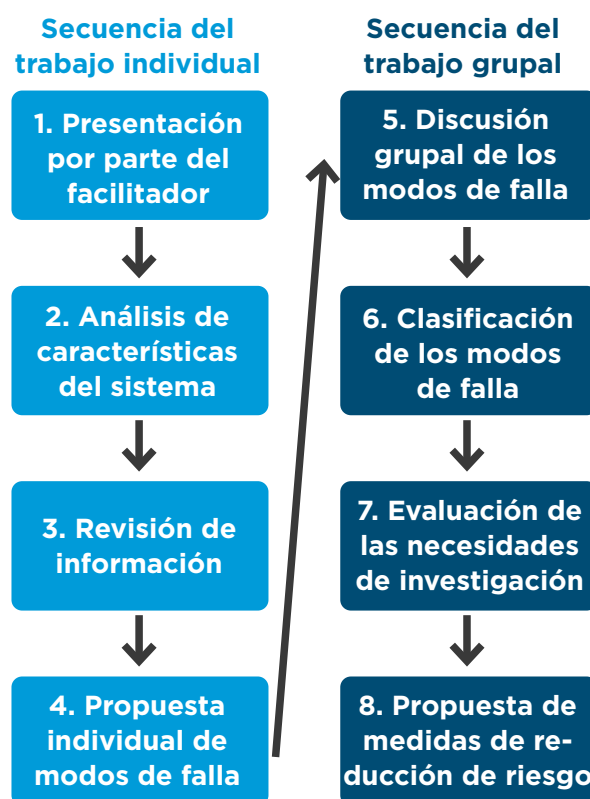 Secuencia del
trabajo individual
1. Presentación
por parte del
facilitador
2. Análisis de
características
del sistema
3. Revisión de
información
4. Propuesta
individual de
modos de falla
Secuencia del
trabajo grupal
5. Discusión
grupal de los
modos de falla
6. Clasificación
de los modos
de falla
7. Evaluación de
las necesidades
de investigación
8. Propuesta de
medidas de re-
ducción de riesgo